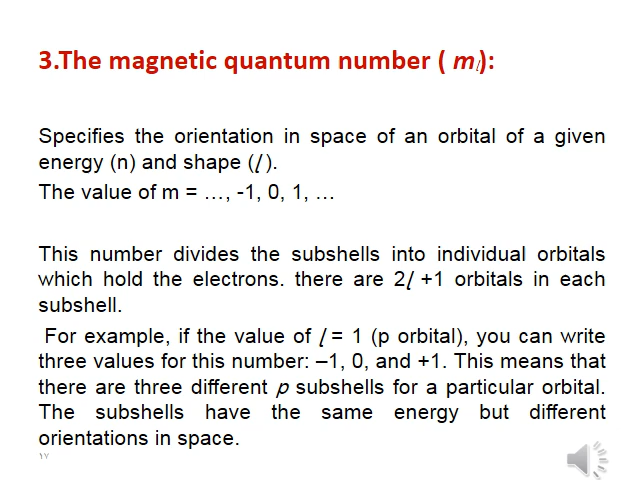 3.The magnetic quantum number ( mₗ):
Specifies the orientation in space of an orbital of a given
energy (n) and shape (l ).
The value of m = …, -1, 0, 1, …
This number divides the subshells into individual orbitals
which hold the electrons. there are 2l +1 orbitals in each
subshell.
For example, if the value of l = 1 (p orbital), you can write
three values for this number: –1, 0, and +1. This means that
there are three different p subshells for a particular orbital.
The subshells have the same energy but different
orientations in space.
١٧